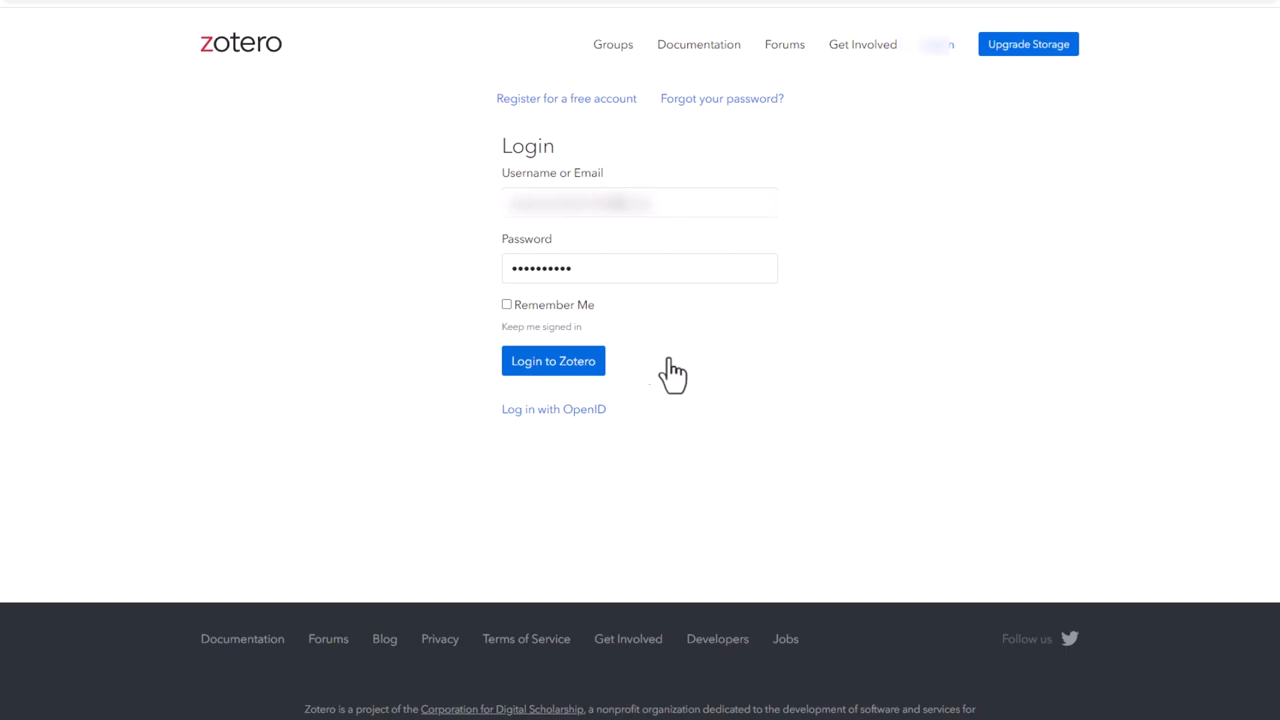 zotero
Groups Documentation Forums Get Involved Upgrade Storage
Register for a free account Forgot your password?
Login
Username or Email
Password
••••••••••
Remember Me
Keep me signed in
Login to Zotero
Log in with OpenID
Documentation Forums Blog Privacy Terms of Service Get Involved Developers Jobs Follow us
Zotero is a project of the Corporation for Digital Scholarship, a nonprofit organization dedicated to the development of software and services for